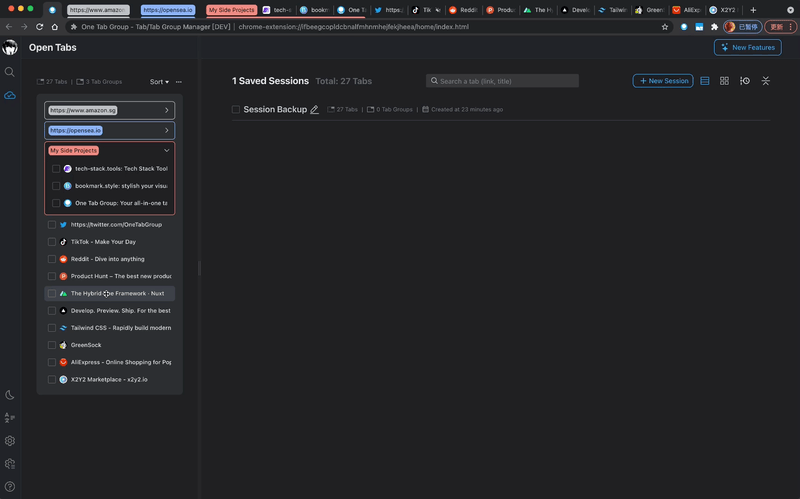 https://www.amazon
https://opensea.io
My Side Projects
tech-s
bookm
One T
https:/
Tik
Reddi
Produ
The H
Develo
Tailwin
Green
AliExp
X2Y2
One Tab Group - Tab/Tab Group Manager [DEV] | chrome-extension://ifbeegcopldcbnalfmhnmhejfekjheea/home/index.html
已暂停
更新
Open Tabs
New Features
27 Tabs | 3 Tab Groups
Sort
1 Saved Sessions Total: 27 Tabs
Search a tab (link, title)
+ New Session
Session Backup
27 Tabs | 0 Tab Groups | Created at 23 minutes ago
https://www.amazon.sg
https://opensea.io
My Side Projects
tech-stack.tools: Tech Stack Tool
bookmark.style: stylish your visua
One Tab Group: Your all-in-one ta
https://twitter.com/OneTabGroup
TikTok - Make Your Day
Reddit - Dive into anything
Product Hunt – The best new produc
The Hybrid Vue Framework - Nuxt
Develop. Preview. Ship. For the best
Tailwind CSS - Rapidly build modern
GreenSock
AliExpress - Online Shopping for Pop
X2Y2 Marketplace - x2y2.io